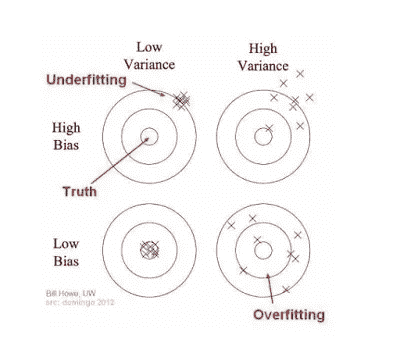 Low
Variance
High
Variance
Underfitting
High
Bias
Truth
Low
Bias
Bill Howe, UW
src: domingo 2012
Overfitting